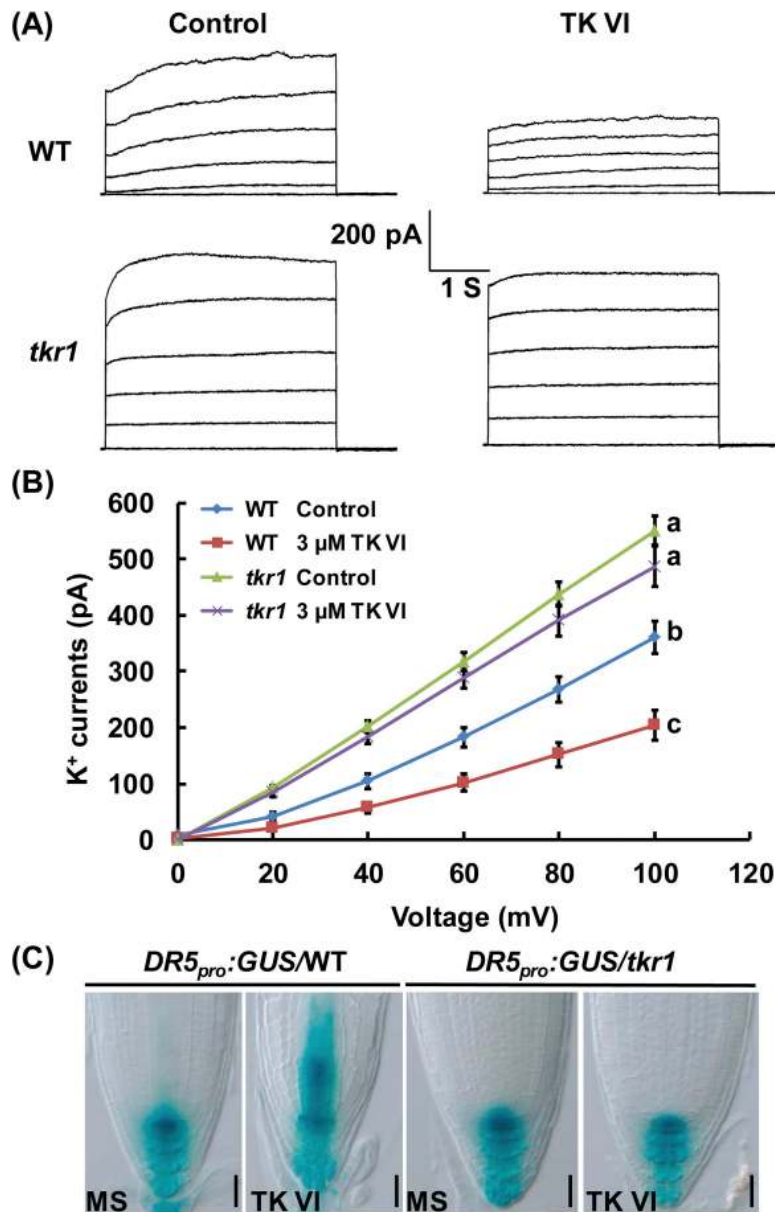 (A)
Control TK VI
WT
200 pA
1 S
tkr1
(B)
600
500
400
300
200
100
0
K+ currents (pA)
WT Control
WT 3 μM TK VI
tkr1 Control
tkr1 3 μM TK VI
a
a
b
c
0 20 40 60 80 100 120
Voltage (mV)
(C)
DR5pro:GUS/WT DR5pro:GUS/tkr1
MS TK VI MS TK VI